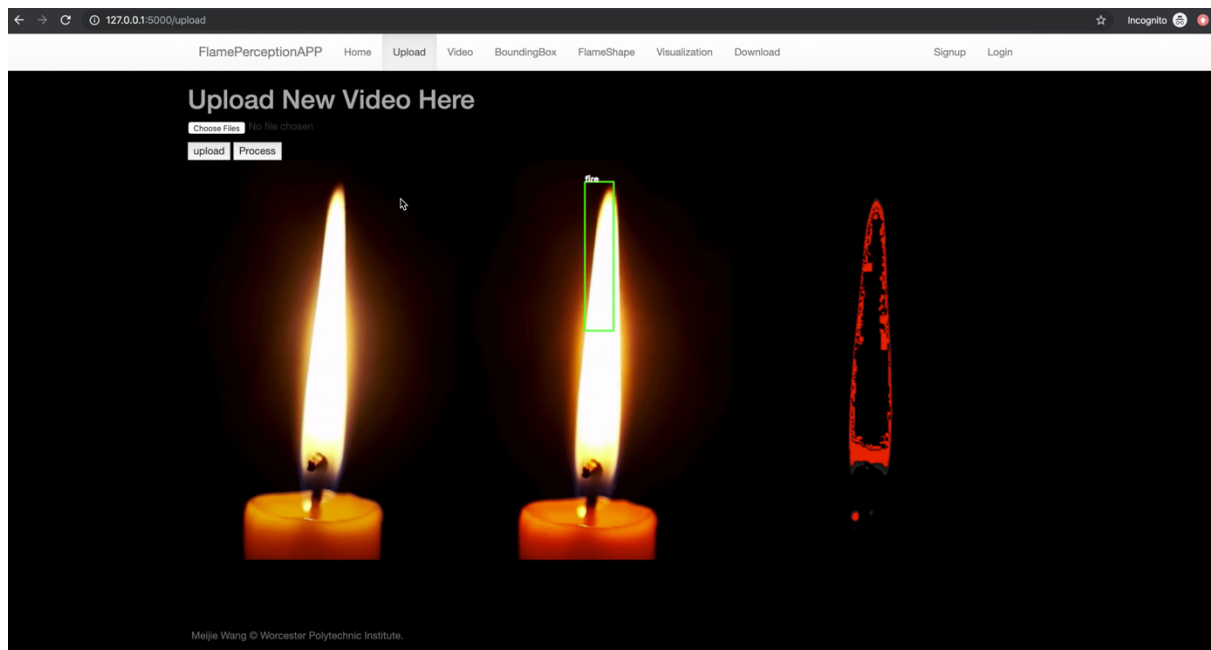 127.0.0.1:5000/upload
Incognito
FlamePerceptionAPP Home Upload Video BoundingBox FlameShape Visualization Download Signup Login
Upload New Video Here
Choose Files No file chosen
upload Process
fire
Meijie Wang © Worcester Polytechnic Institute.